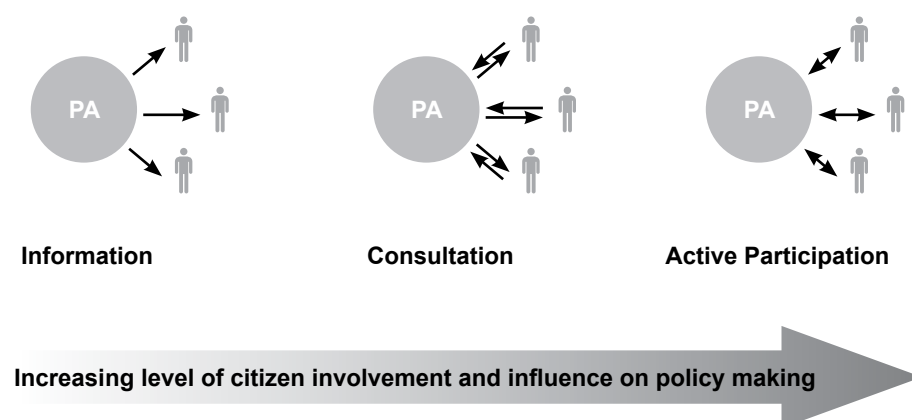 PA
PA
PA
Information
Consultation
Active Participation
Increasing level of citizen involvement and influence on policy making